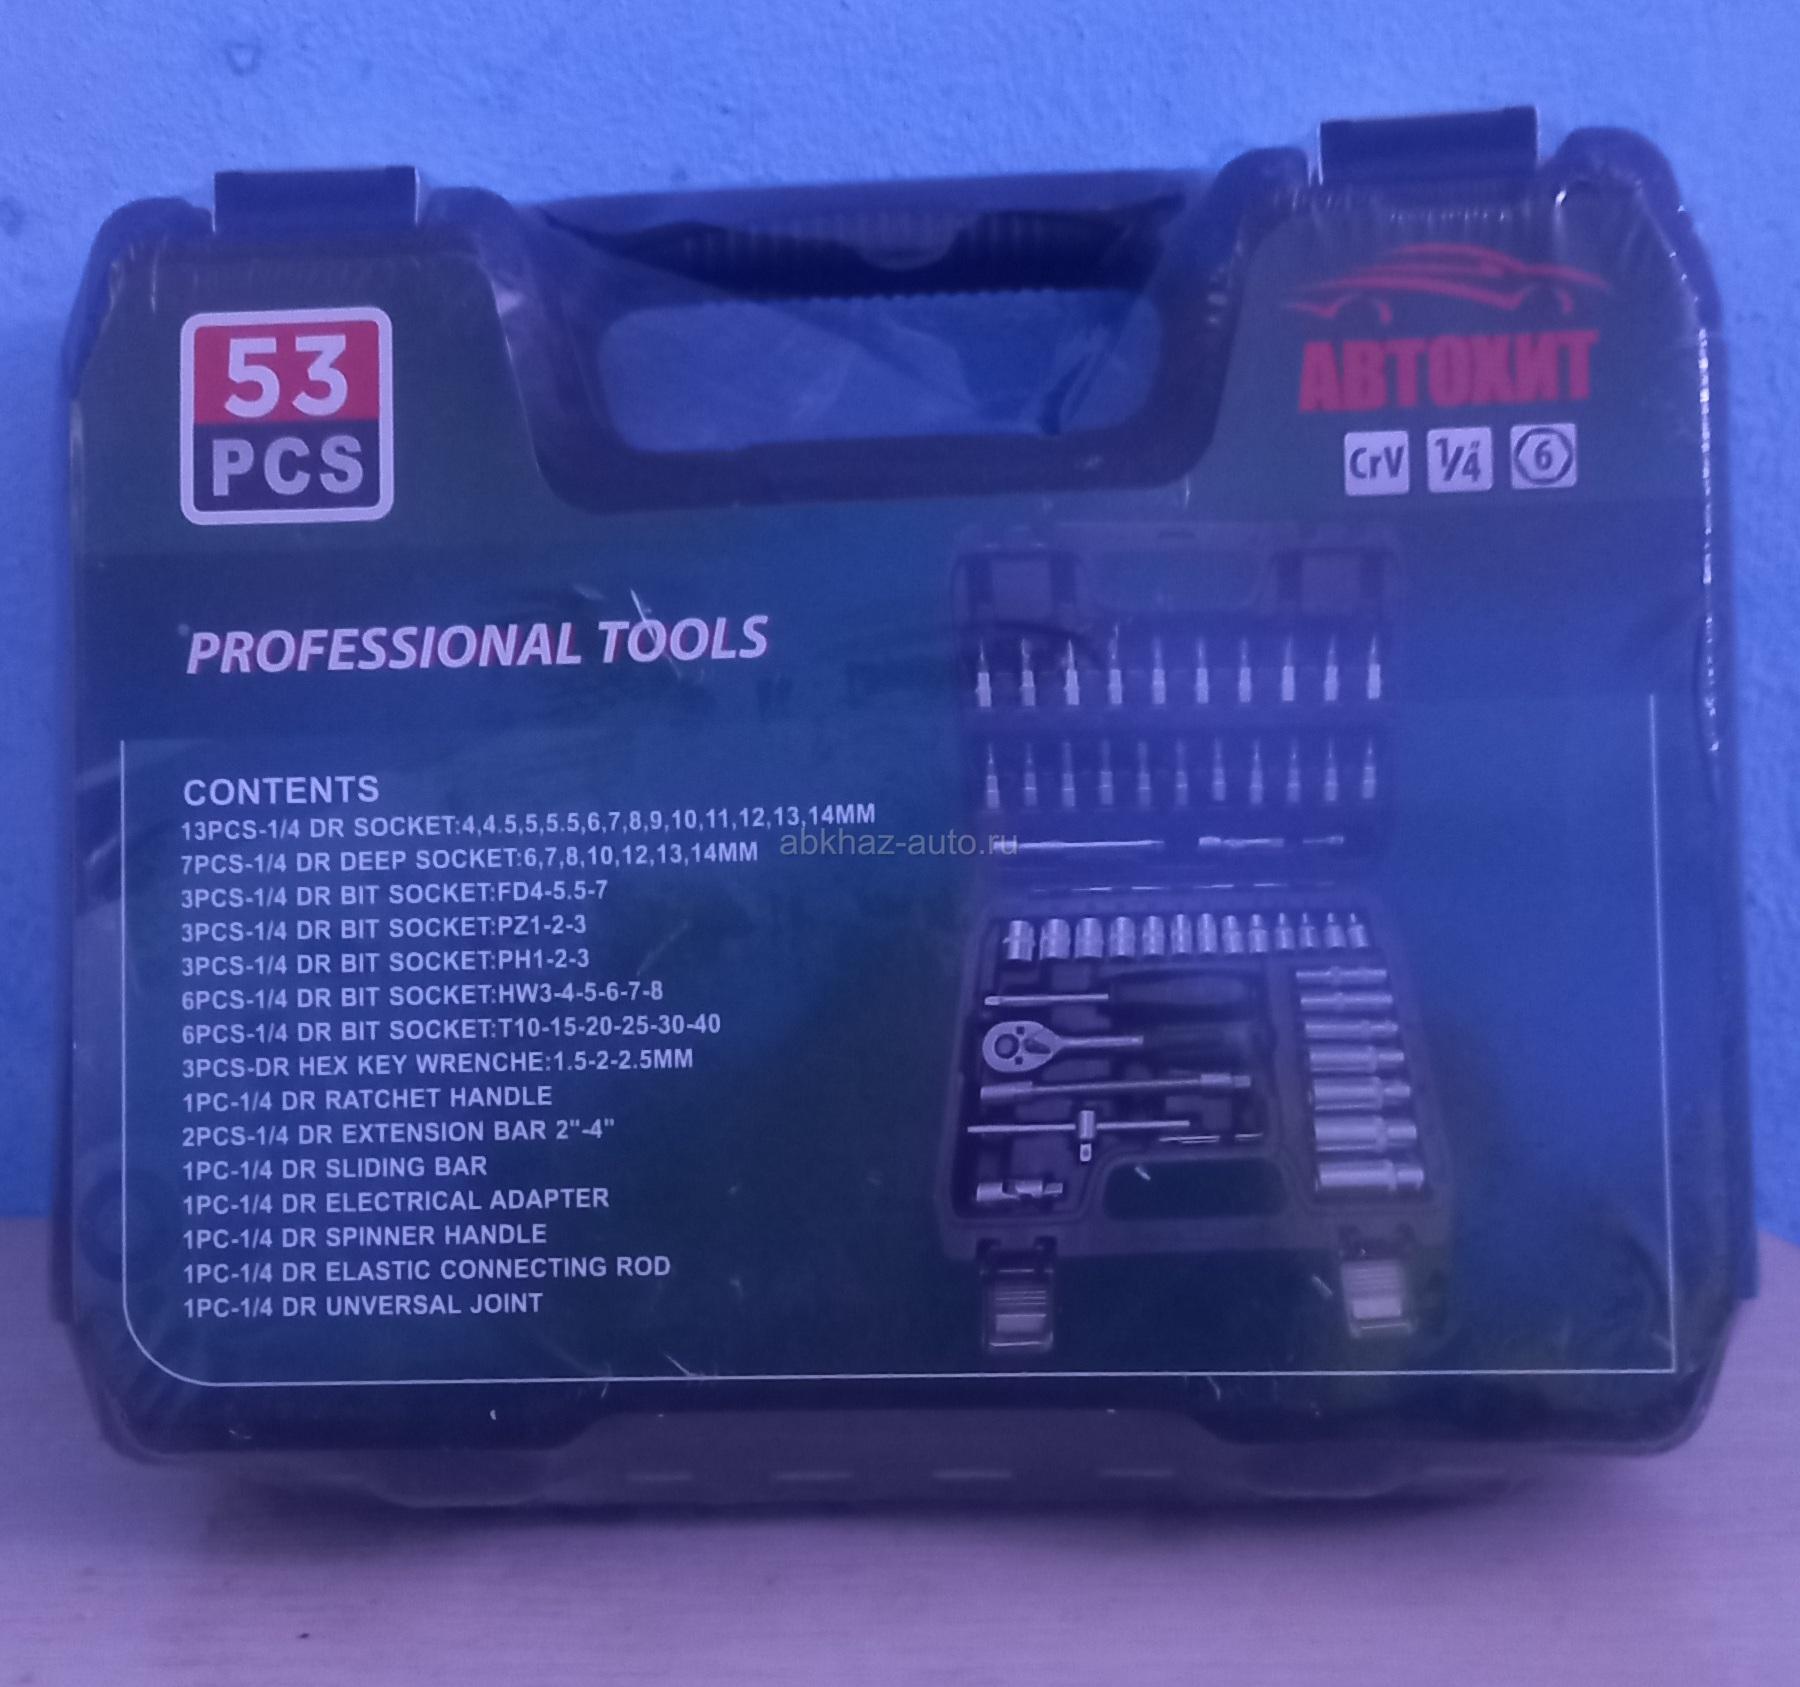 53
PCS
АВТОХИТ
CrV 1/4" 6
PROFESSIONAL TOOLS
CONTENTS
13PCS-1/4 DR SOCKET:4,4.5,5,5.5,6,7,8,9,10,11,12,13,14MM
7PCS-1/4 DR DEEP SOCKET:6,7,8,10,12,13,14MM
abkhaz-auto.ru
3PCS-1/4 DR BIT SOCKET:FD4-5.5-7
3PCS-1/4 DR BIT SOCKET:PZ1-2-3
3PCS-1/4 DR BIT SOCKET:PH1-2-3
6PCS-1/4 DR BIT SOCKET:HW3-4-5-6-7-8
6PCS-1/4 DR BIT SOCKET:T10-15-20-25-30-40
3PCS-DR HEX KEY WRENCHE:1.5-2-2.5MM
1PC-1/4 DR RATCHET HANDLE
2PCS-1/4 DR EXTENSION BAR 2"-4"
1PC-1/4 DR SLIDING BAR
1PC-1/4 DR ELECTRICAL ADAPTER
1PC-1/4 DR SPINNER HANDLE
1PC-1/4 DR ELASTIC CONNECTING ROD
1PC-1/4 DR UNVERSAL JOINT